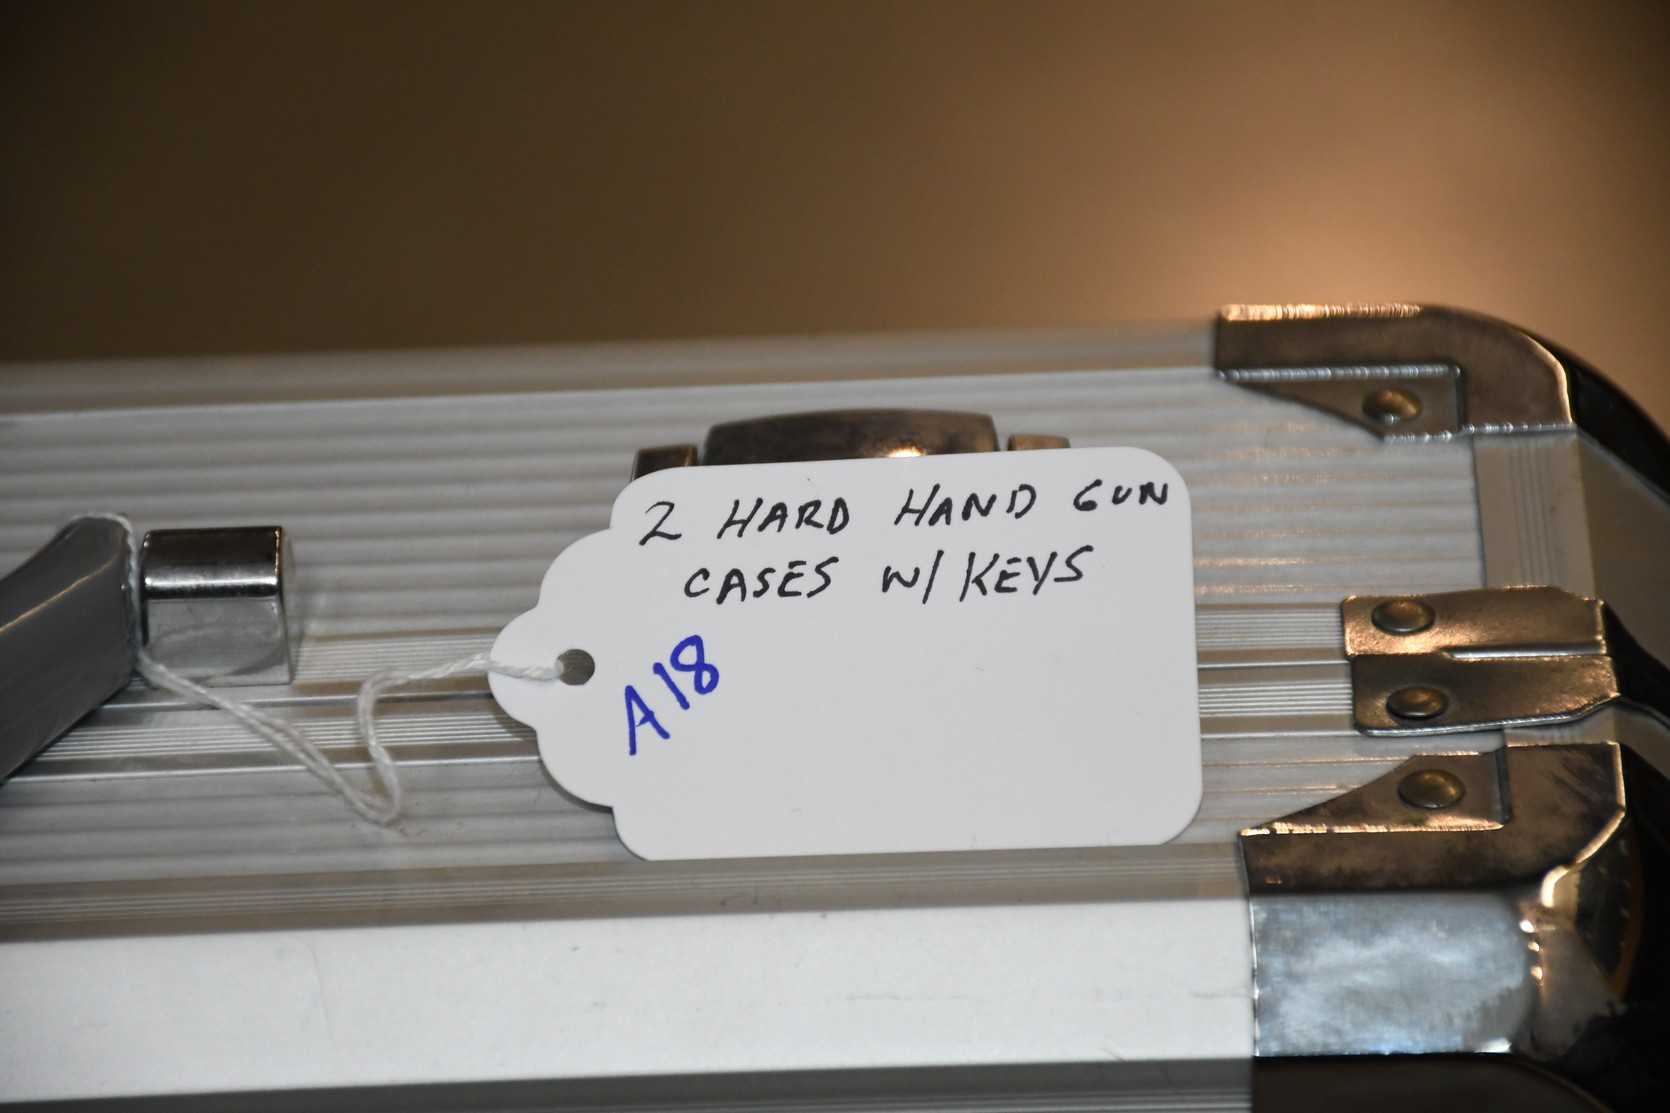 2 HARD HAND GUN
CASES W/ KEYS
A18